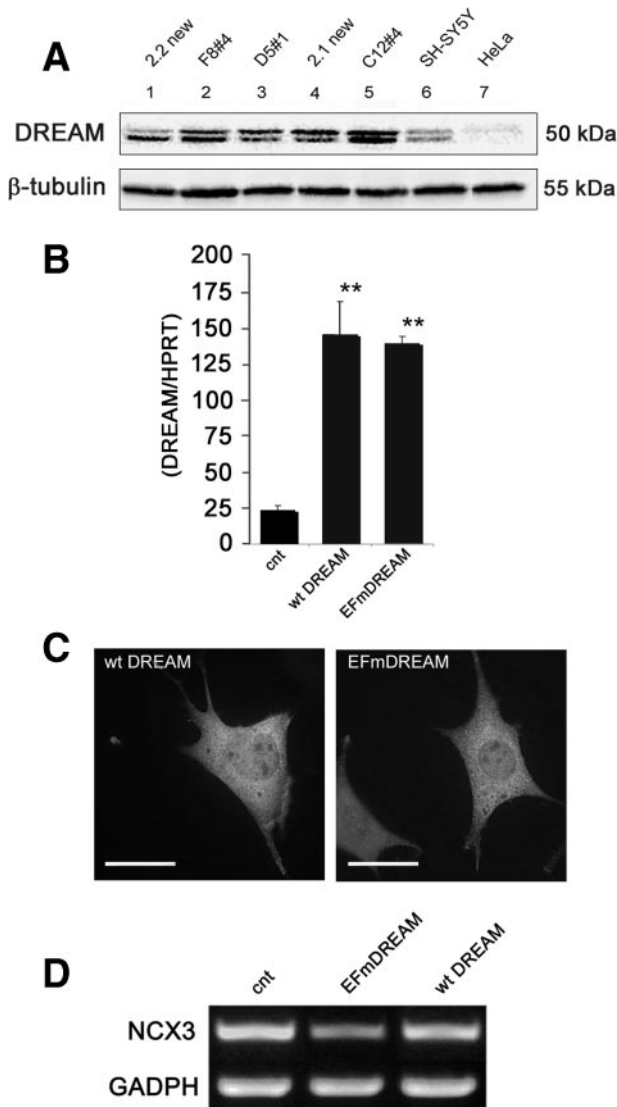 A
2.2 new F8#4 D5#1 2.1 new C12#4 SH-SY5Y HeLa
1 2 3 4 5 6 7
DREAM 50 kDa
β-tubulin 55 kDa
B
(DREAM/HPRT)
200
175
150
125
100
75
50
25
0
**
**
cnt wt DREAM EFmDREAM
C
wt DREAM EFmDREAM
D
cnt EFmDREAM wt DREAM
NCX3
GADPH